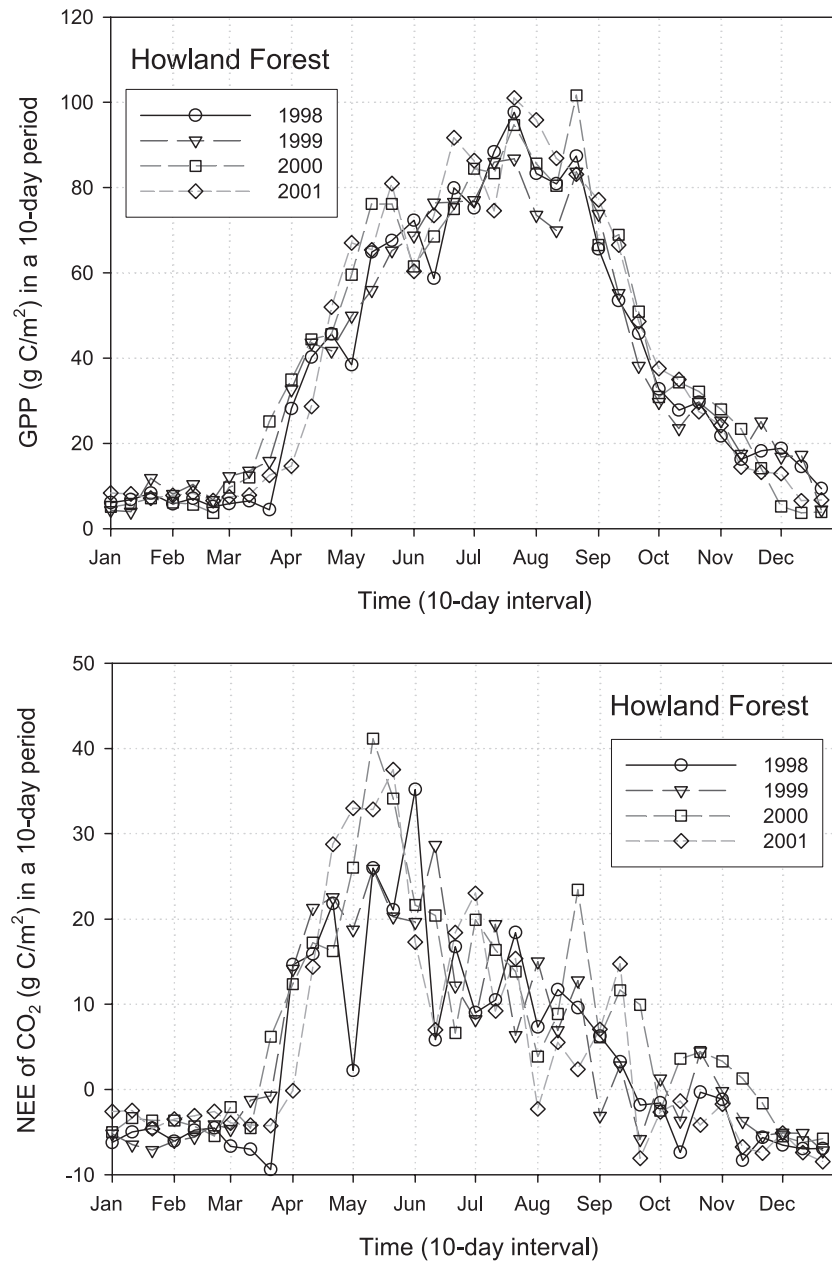 120
100
80
60
40
20
0
GPP (g C/m²) in a 10-day period
Howland Forest
1998
1999
2000
2001
Jan Feb Mar Apr May Jun Jul Aug Sep Oct Nov Dec
Time (10-day interval)
50
40
30
20
10
0
-10
NEE of CO₂ (g C/m²) in a 10-day period
Howland Forest
1998
1999
2000
2001
Jan Feb Mar Apr May Jun Jul Aug Sep Oct Nov Dec
Time (10-day interval)